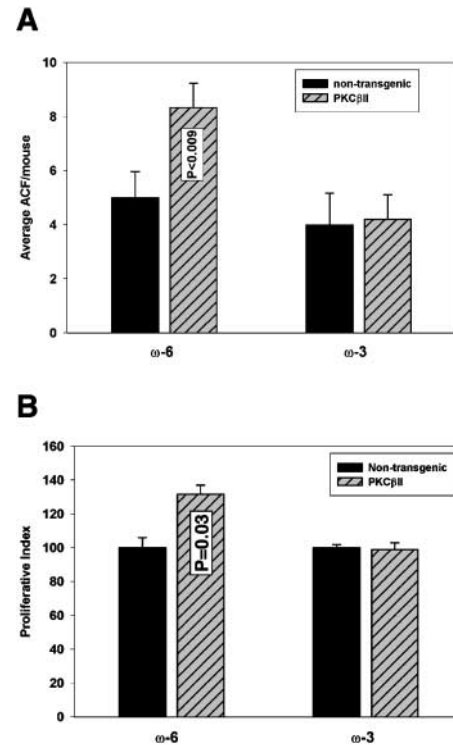 A
10
8
6
4
2
0
Average ACF/mouse
non-transgenic
PKCβII
P<0.009
ω-6
ω-3
B
160
140
120
100
80
60
40
20
0
Proliferative Index
Non-transgenic
PKCβII
P=0.03
ω-6
ω-3